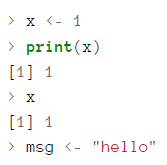 > x <- 1
> print(x)
[1] 1
> x
[1] 1
> msg <- "hello"